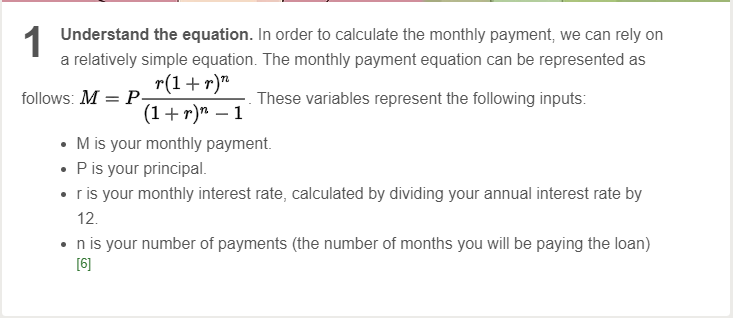 1 Understand the equation. In order to calculate the monthly payment, we can rely on
a relatively simple equation. The monthly payment equation can be represented as
follows: M = P r(1 + r)^n / ((1 + r)^n − 1) . These variables represent the following inputs:
• M is your monthly payment.
• P is your principal.
• r is your monthly interest rate, calculated by dividing your annual interest rate by
12.
• n is your number of payments (the number of months you will be paying the loan)
[6]